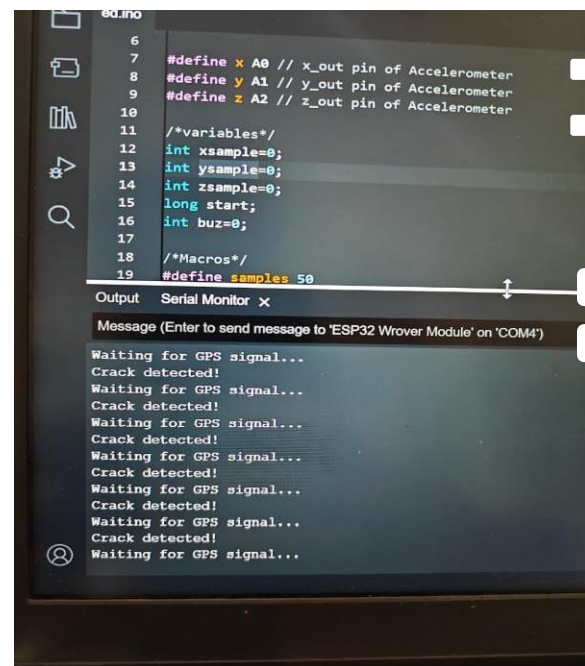 ed.ino
6
7 #define x A0 // x_out pin of Accelerometer
8 #define y A1 // y_out pin of Accelerometer
9 #define z A2 // z_out pin of Accelerometer
10
11 /*variables*/
12 int xsample=0;
13 int ysample=0;
14 int zsample=0;
15 long start;
16 int buz=0;
17
18 /*Macros*/
19 #define samples 50
Output Serial Monitor ×
Message (Enter to send message to 'ESP32 Wrover Module' on 'COM4')
Waiting for GPS signal...
Crack detected!
Waiting for GPS signal...
Crack detected!
Waiting for GPS signal...
Crack detected!
Waiting for GPS signal...
Crack detected!
Waiting for GPS signal...
Crack detected!
Waiting for GPS signal...
Crack detected!
Waiting for GPS signal...